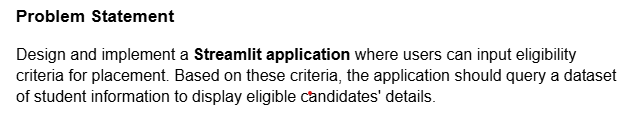 Problem Statement
Design and implement a Streamlit application where users can input eligibility
criteria for placement. Based on these criteria, the application should query a dataset
of student information to display eligible candidates' details.